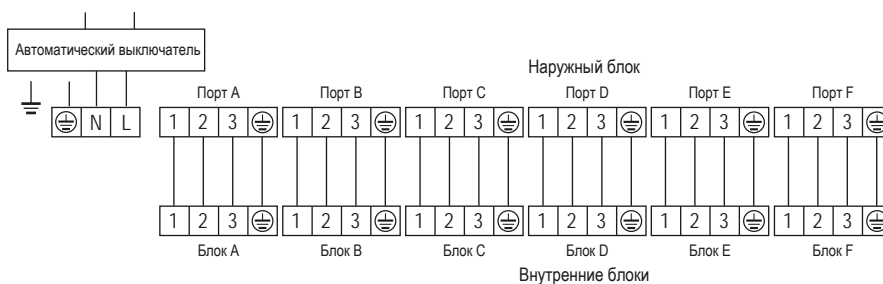 Автоматический выключатель
Наружный блок
Порт A Порт B Порт C Порт D Порт E Порт F
N L 1 2 3 1 2 3 1 2 3 1 2 3 1 2 3 1 2 3
1 2 3 1 2 3 1 2 3 1 2 3 1 2 3 1 2 3
Блок A Блок B Блок C Блок D Блок E Блок F
Внутренние блоки